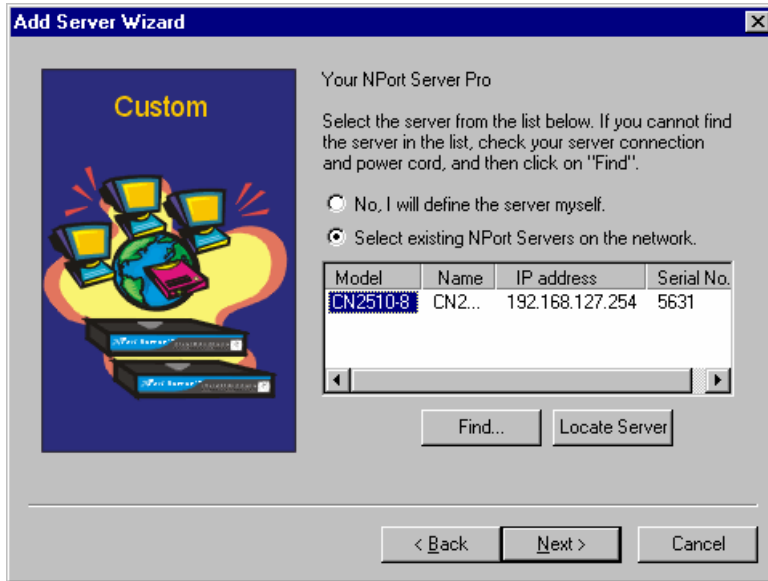 Add Server Wizard
Custom
Your NPort Server Pro
Select the server from the list below. If you cannot find
the server in the list, check your server connection
and power cord, and then click on "Find".
No, I will define the server myself.
Select existing NPort Servers on the network.
Model Name IP address Serial No.
CN2510-8 CN2... 192.168.127.254 5631
Find... Locate Server
< Back Next > Cancel